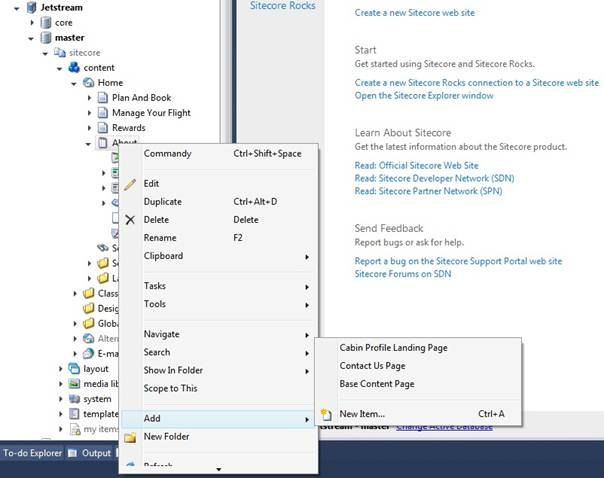 Jetstream
core
master
sitecore
content
Home
Plan And Book
Manage Your Flight
Rewards
About
Class
Desig
Globa
Altern
E-ma
layout
media lib
system
template
my items
Commandy Ctrl+Shift+Space
Edit
Duplicate Ctrl+Alt+D
Delete Delete
Rename F2
Clipboard
Tasks
Tools
Navigate
Search
Show In Folder
Scope to This
Add
New Folder
Refresh
Cabin Profile Landing Page
Contact Us Page
Base Content Page
New Item... Ctrl+A
Sitecore Rocks
Create a new Sitecore web site
Start
Get started using Sitecore and Sitecore Rocks.
Create a new Sitecore Rocks connection to a Sitecore web site
Open the Sitecore Explorer window
Learn About Sitecore
Get the latest information about the Sitecore product.
Read: Official Sitecore Web Site
Read: Sitecore Developer Network (SDN)
Read: Sitecore Partner Network (SPN)
Send Feedback
Report bugs or ask for help.
Report a bug on the Sitecore Support Portal web site
Sitecore Forums on SDN
tstream - master Change Active Database
To-do Explorer Output